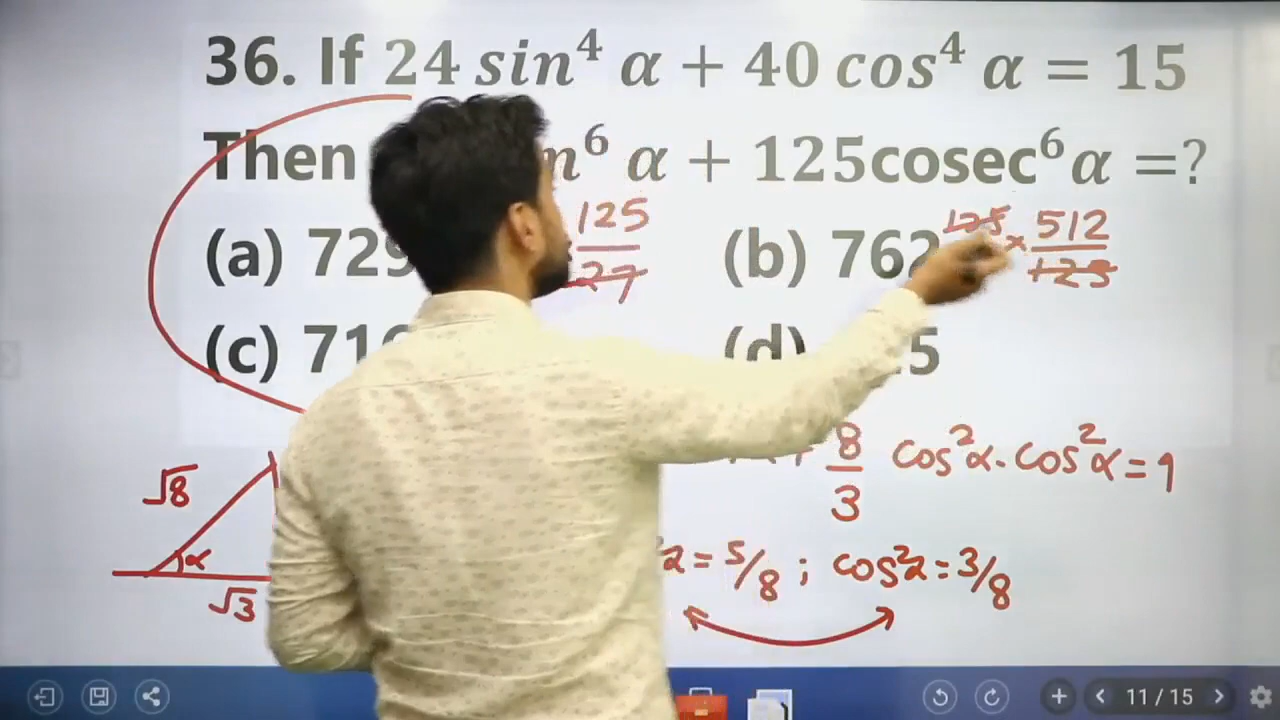 36. If 24 sin⁴ α + 40 cos⁴ α = 15
Then n⁶ α + 125cosec⁶α =?
125 125 × 512
(a) 729 27 (b) 762 125
(c) 71 (d) 5
√8 8/3 cos²α. cos²α = 1
α = 5/8 ; cos²α = 3/8
√3
11 / 15